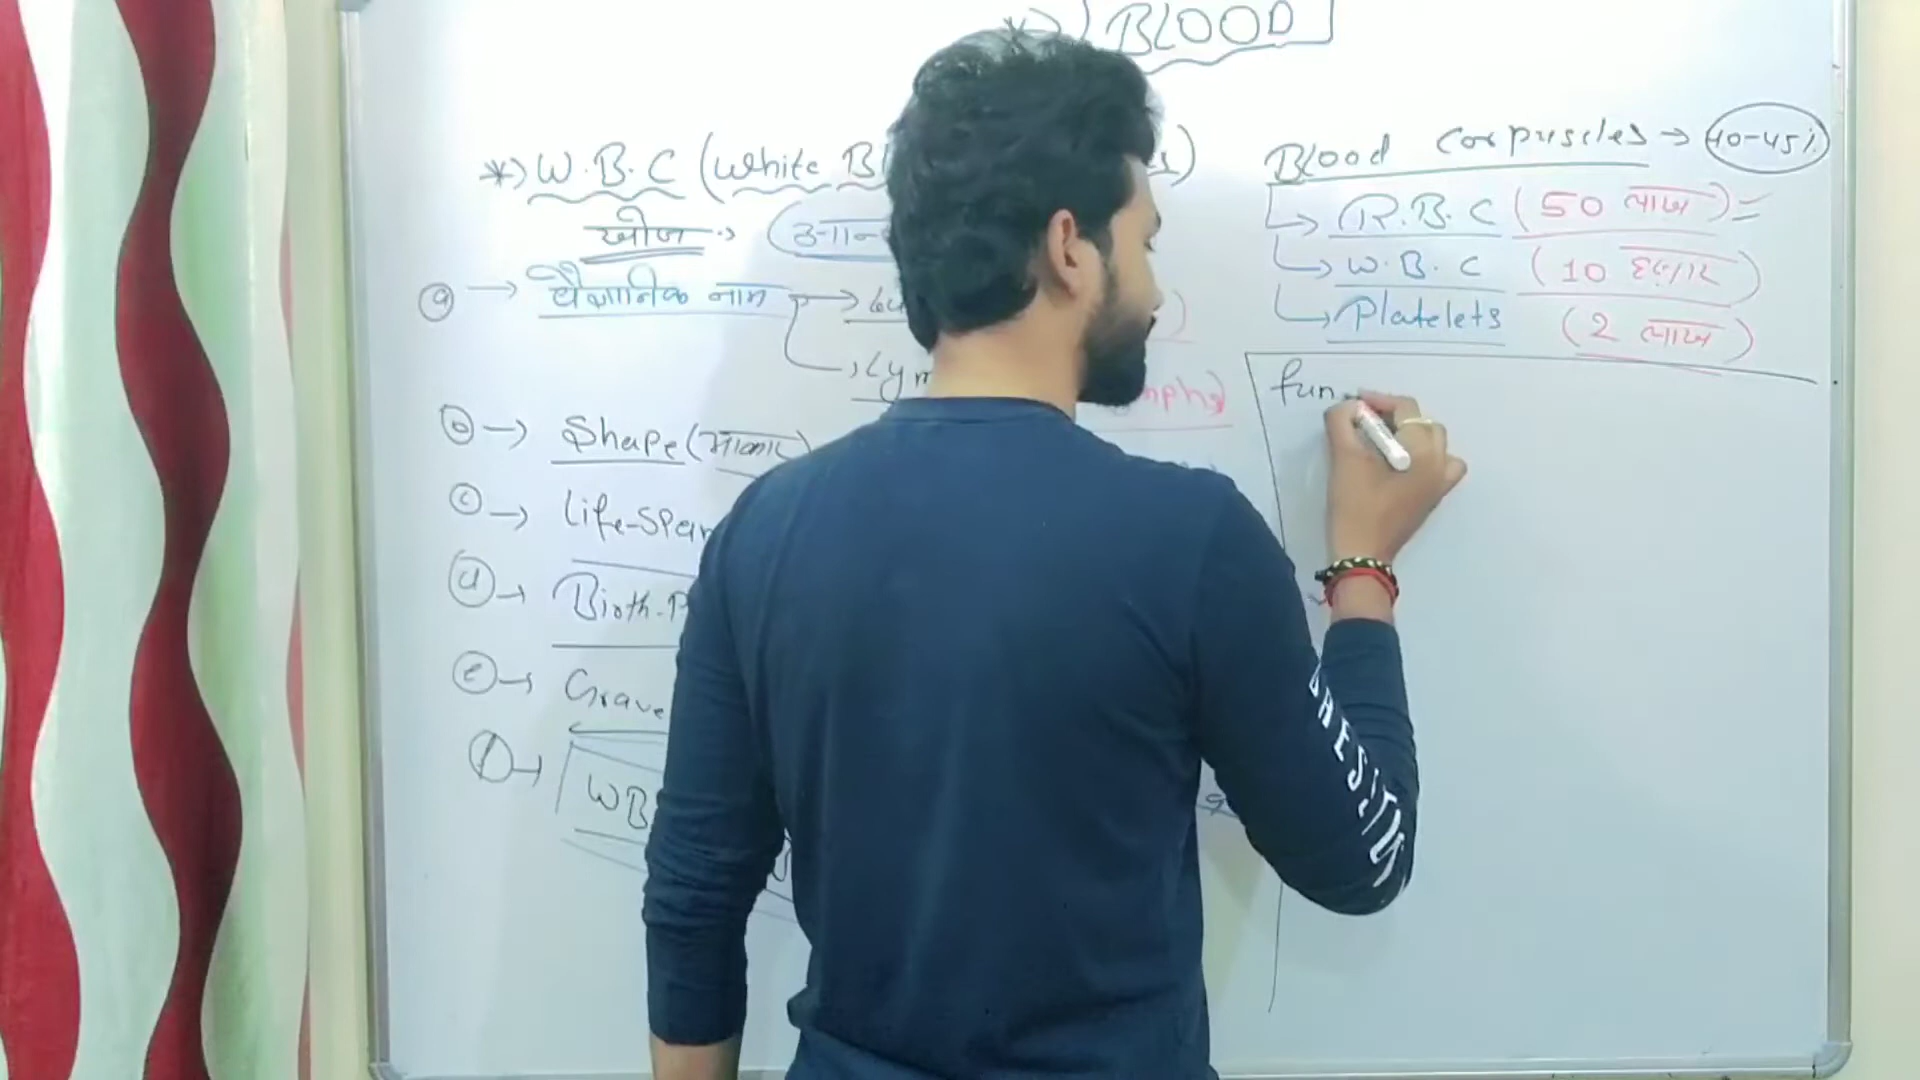 *) BLOOD
*) W.B.C (White B
खोज →
a → वैज्ञानिक नाम
Lym
b → Shape (आकार)
c → Life-Span
d → Birth-P
e → Grave
f → WB
Blood Corpuscles → 40-45%
R.B.C (50 लाख) =
W.B.C (10 हजार)
Platelets (2 लाख)
fun